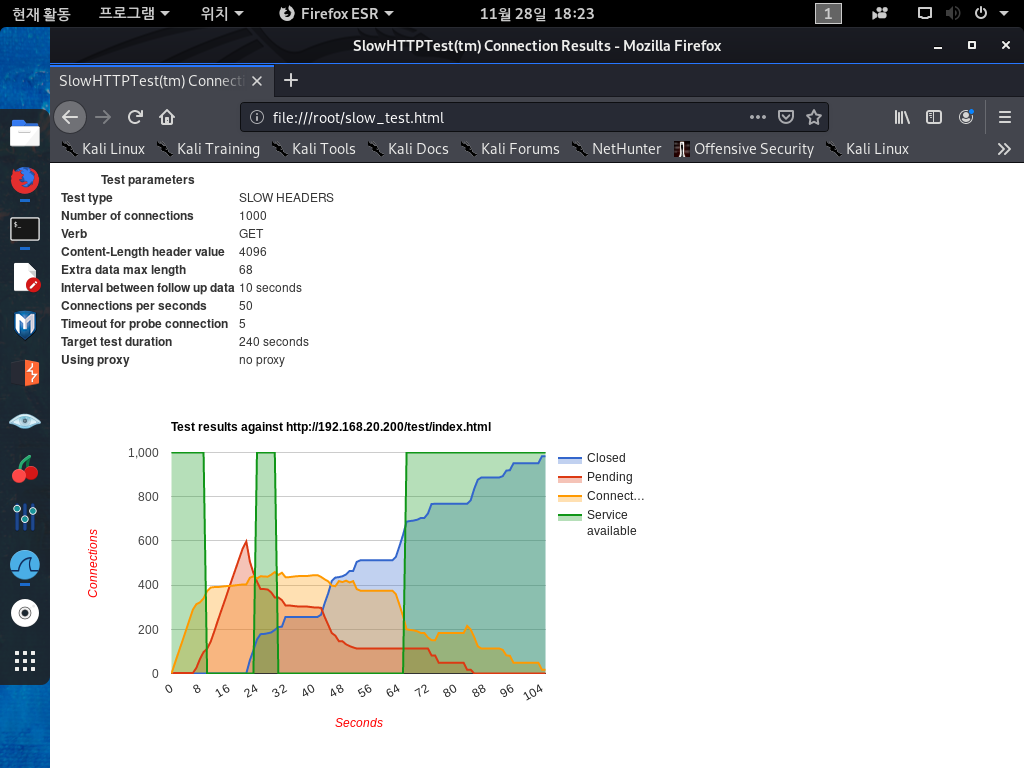 현재 활동 프로그램 위치 Firefox ESR 11월 28일 18:23 1
SlowHTTPTest(tm) Connection Results - Mozilla Firefox
SlowHTTPTest(tm) Connecti
file:///root/slow_test.html
Kali Linux Kali Training Kali Tools Kali Docs Kali Forums NetHunter Offensive Security Kali Linux
Test parameters
Test type SLOW HEADERS
Number of connections 1000
Verb GET
Content-Length header value 4096
Extra data max length 68
Interval between follow up data 10 seconds
Connections per seconds 50
Timeout for probe connection 5
Target test duration 240 seconds
Using proxy no proxy
Test results against http://192.168.20.200/test/index.html
1,000
800
600
400
200
0
Connections
0 8 16 24 32 40 48 56 64 72 80 88 96 104
Seconds
Closed
Pending
Connect...
Service
available